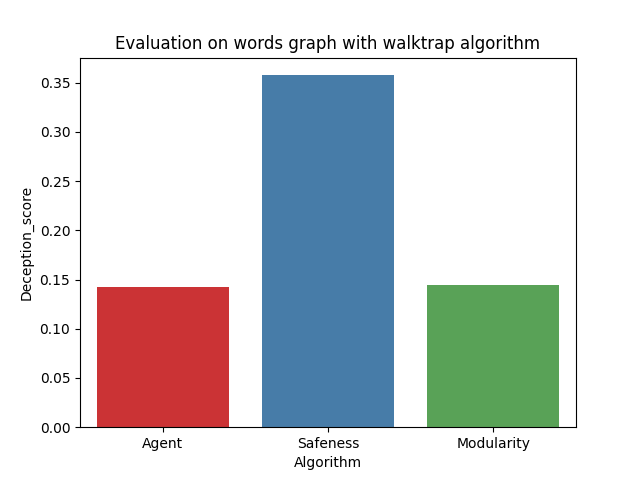 Evaluation on words graph with walktrap algorithm
0.35
0.30
0.25
0.20
0.15
0.10
0.05
0.00
Deception_score
Agent Safeness Modularity
Algorithm